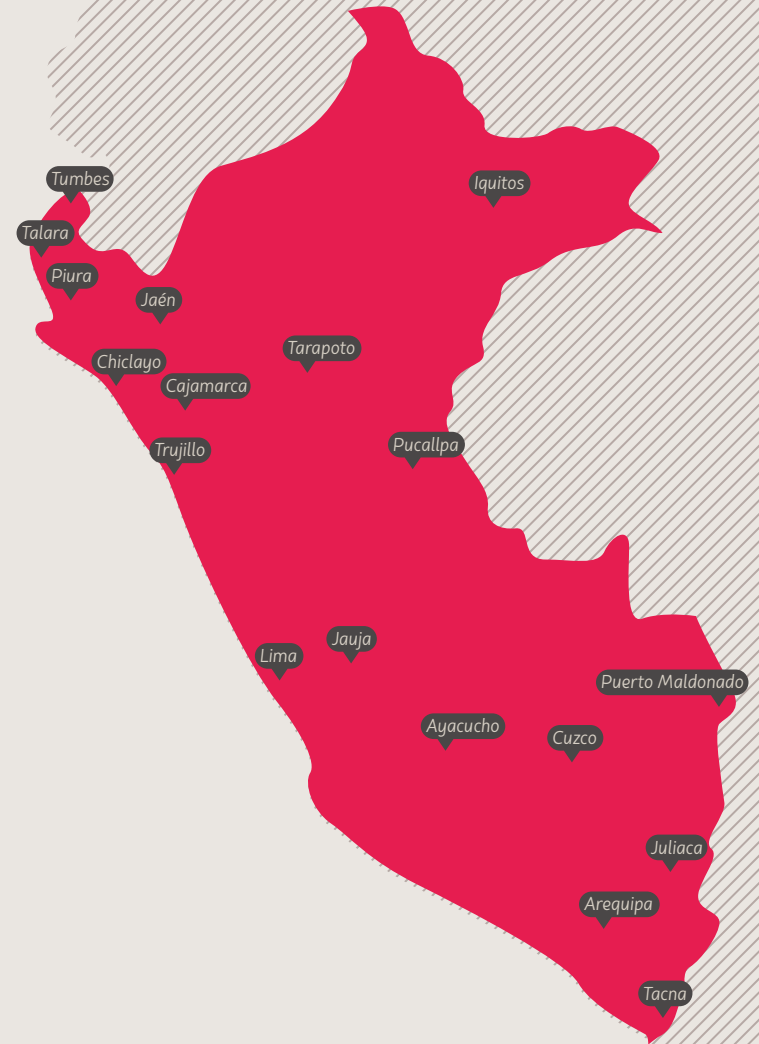 Tumbes
Iquitos
Talara
Piura
Jaén
Tarapoto
Chiclayo
Cajamarca
Pucallpa
Trujillo
Jauja
Lima
Puerto Maldonado
Ayacucho
Cuzco
Juliaca
Arequipa
Tacna